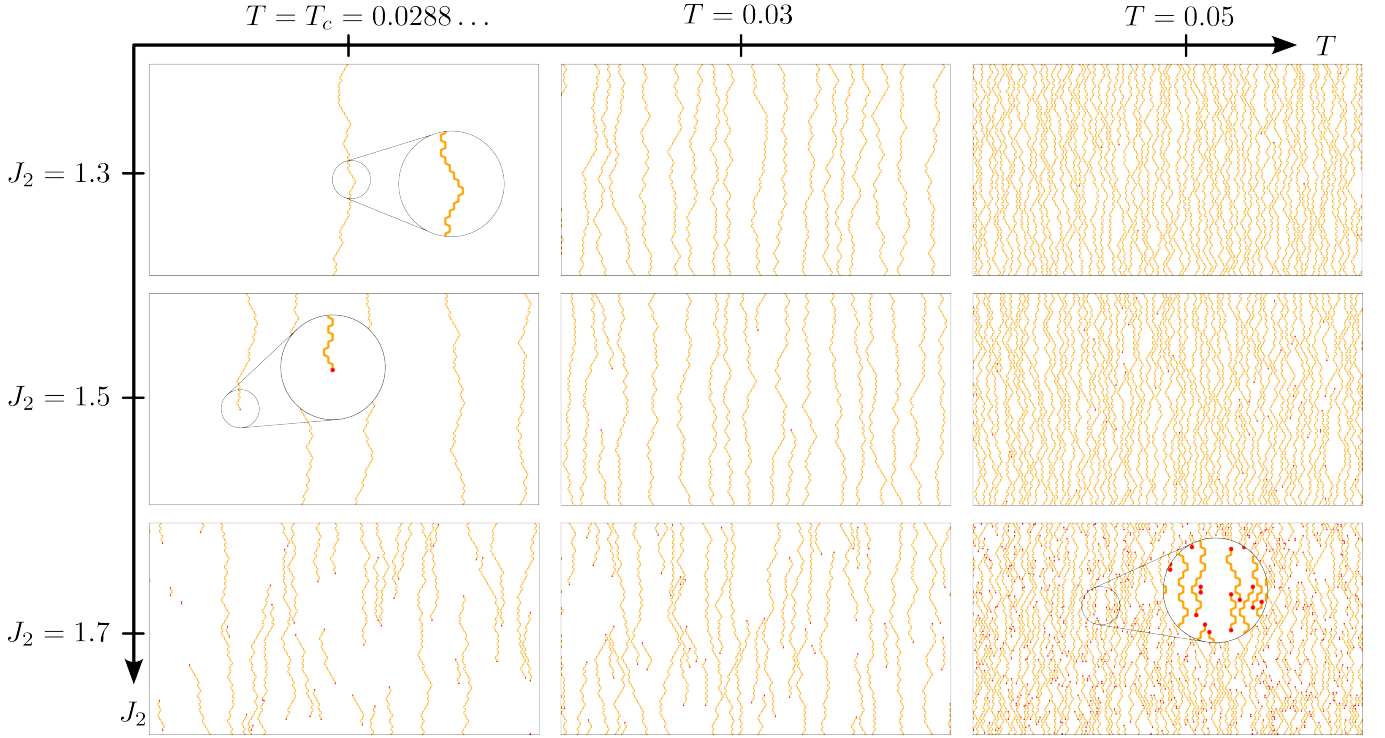 T = T_c = 0.0288...
T = 0.03
T = 0.05
T
J_2 = 1.3
J_2 = 1.5
J_2 = 1.7
J_2